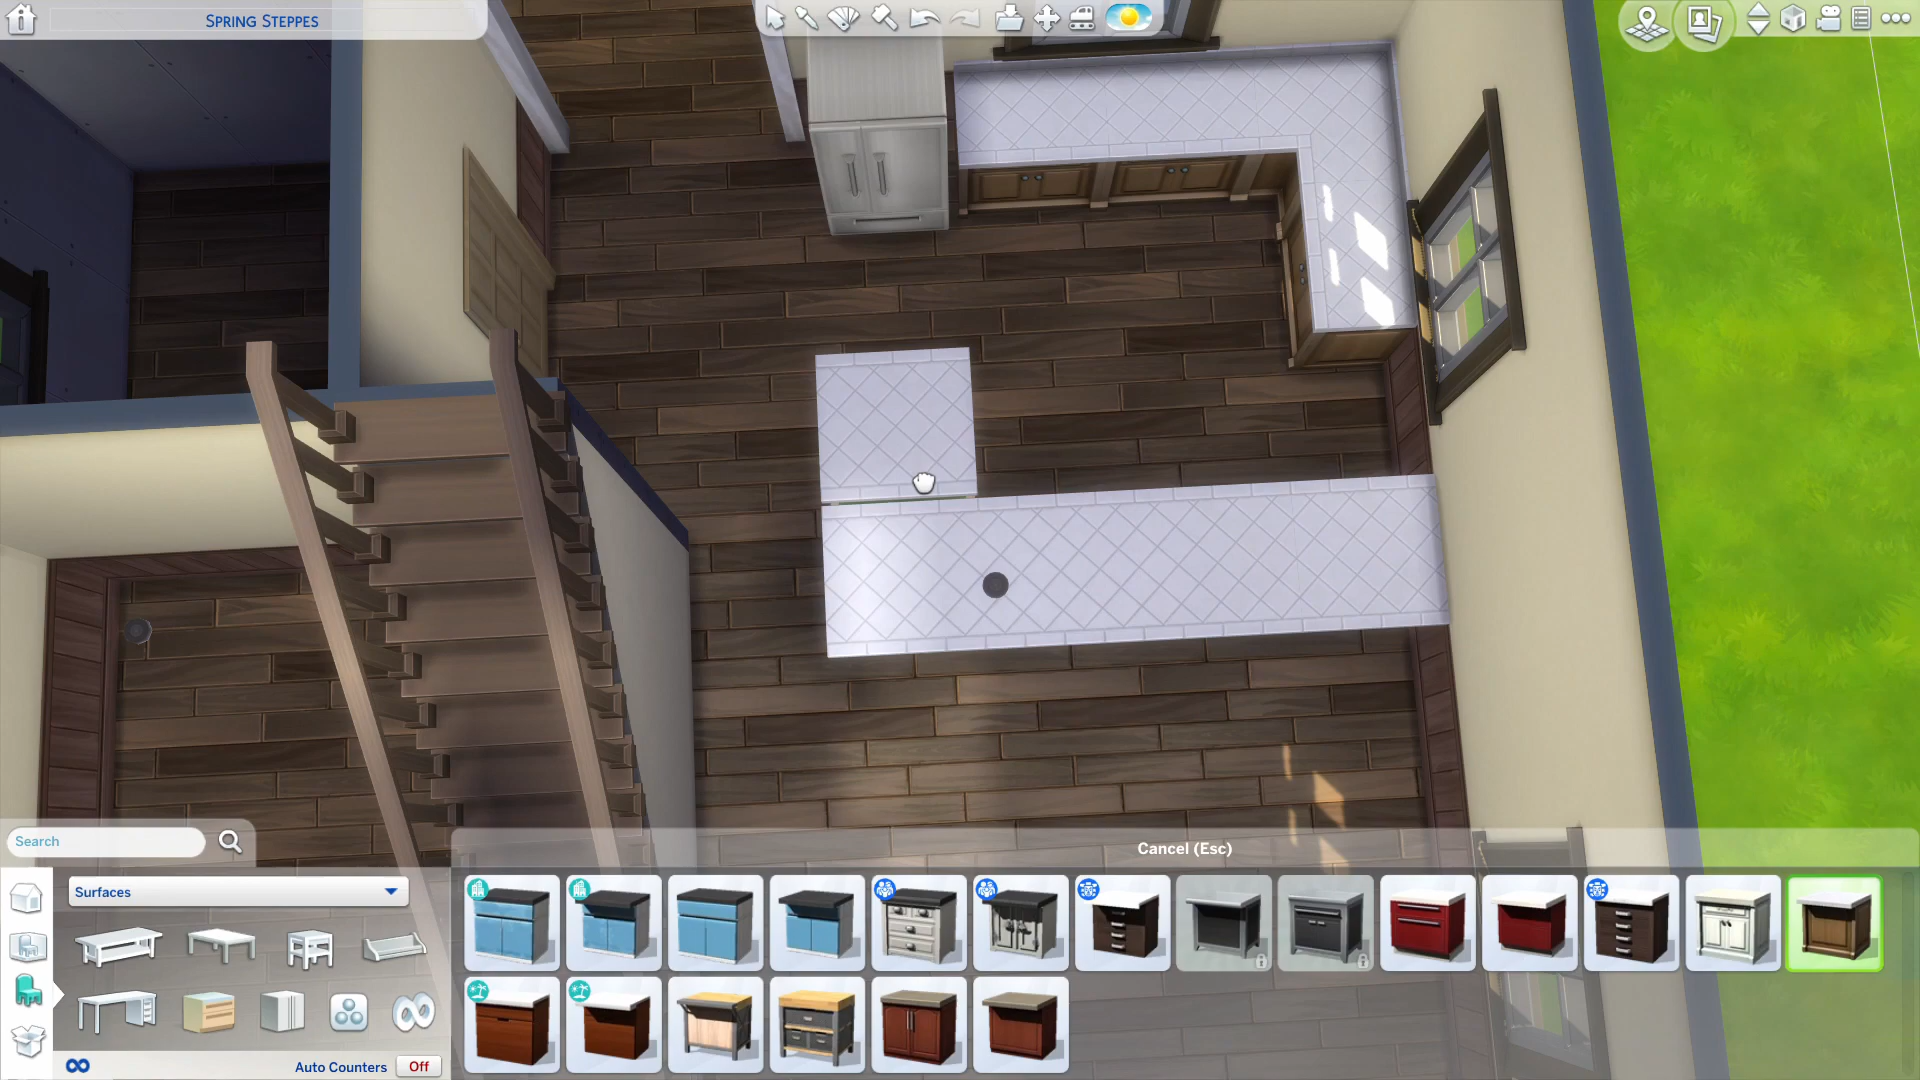 Spring Steppes
Search
Cancel (Esc)
Surfaces
Auto Counters
Off